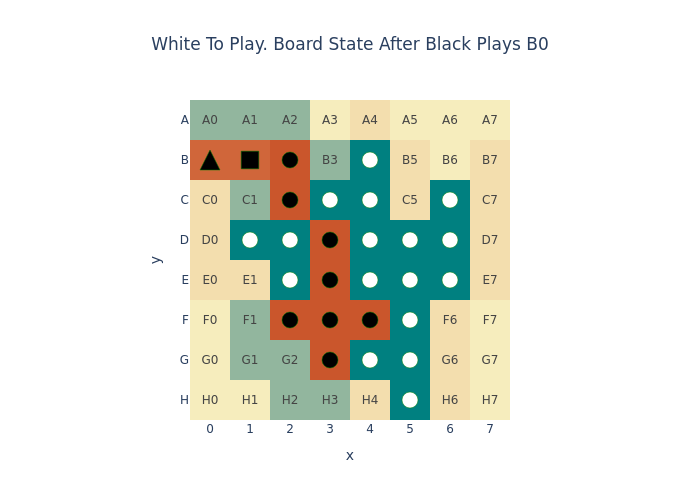 White To Play. Board State After Black Plays B0
A A0 A1 A2 A3 A4 A5 A6 A7
B B3 B5 B6 B7
C C0 C1 C5 C7
D D0 D7
E E0 E1 E7
F F0 F1 F6 F7
G G0 G1 G2 G6 G7
H H0 H1 H2 H3 H4 H6 H7
0 1 2 3 4 5 6 7
x
y